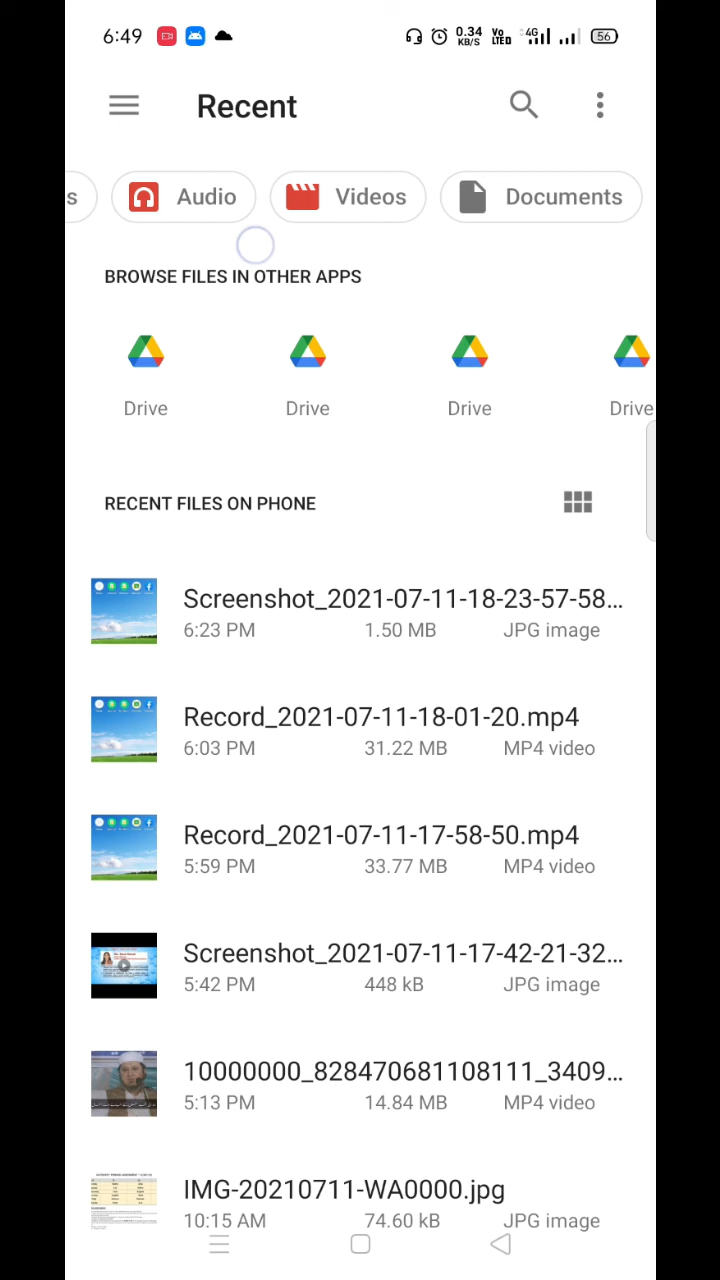 6:49 0.34 KB/S Vo LTED 4G 56
Recent
s Audio Videos Documents
BROWSE FILES IN OTHER APPS
Drive Drive Drive Drive
RECENT FILES ON PHONE
Screenshot_2021-07-11-18-23-57-58...
6:23 PM 1.50 MB JPG image
Record_2021-07-11-18-01-20.mp4
6:03 PM 31.22 MB MP4 video
Record_2021-07-11-17-58-50.mp4
5:59 PM 33.77 MB MP4 video
Screenshot_2021-07-11-17-42-21-32...
5:42 PM 448 kB JPG image
10000000_828470681108111_3409...
5:13 PM 14.84 MB MP4 video
IMG-20210711-WA0000.jpg
10:15 AM 74.60 kB JPG image